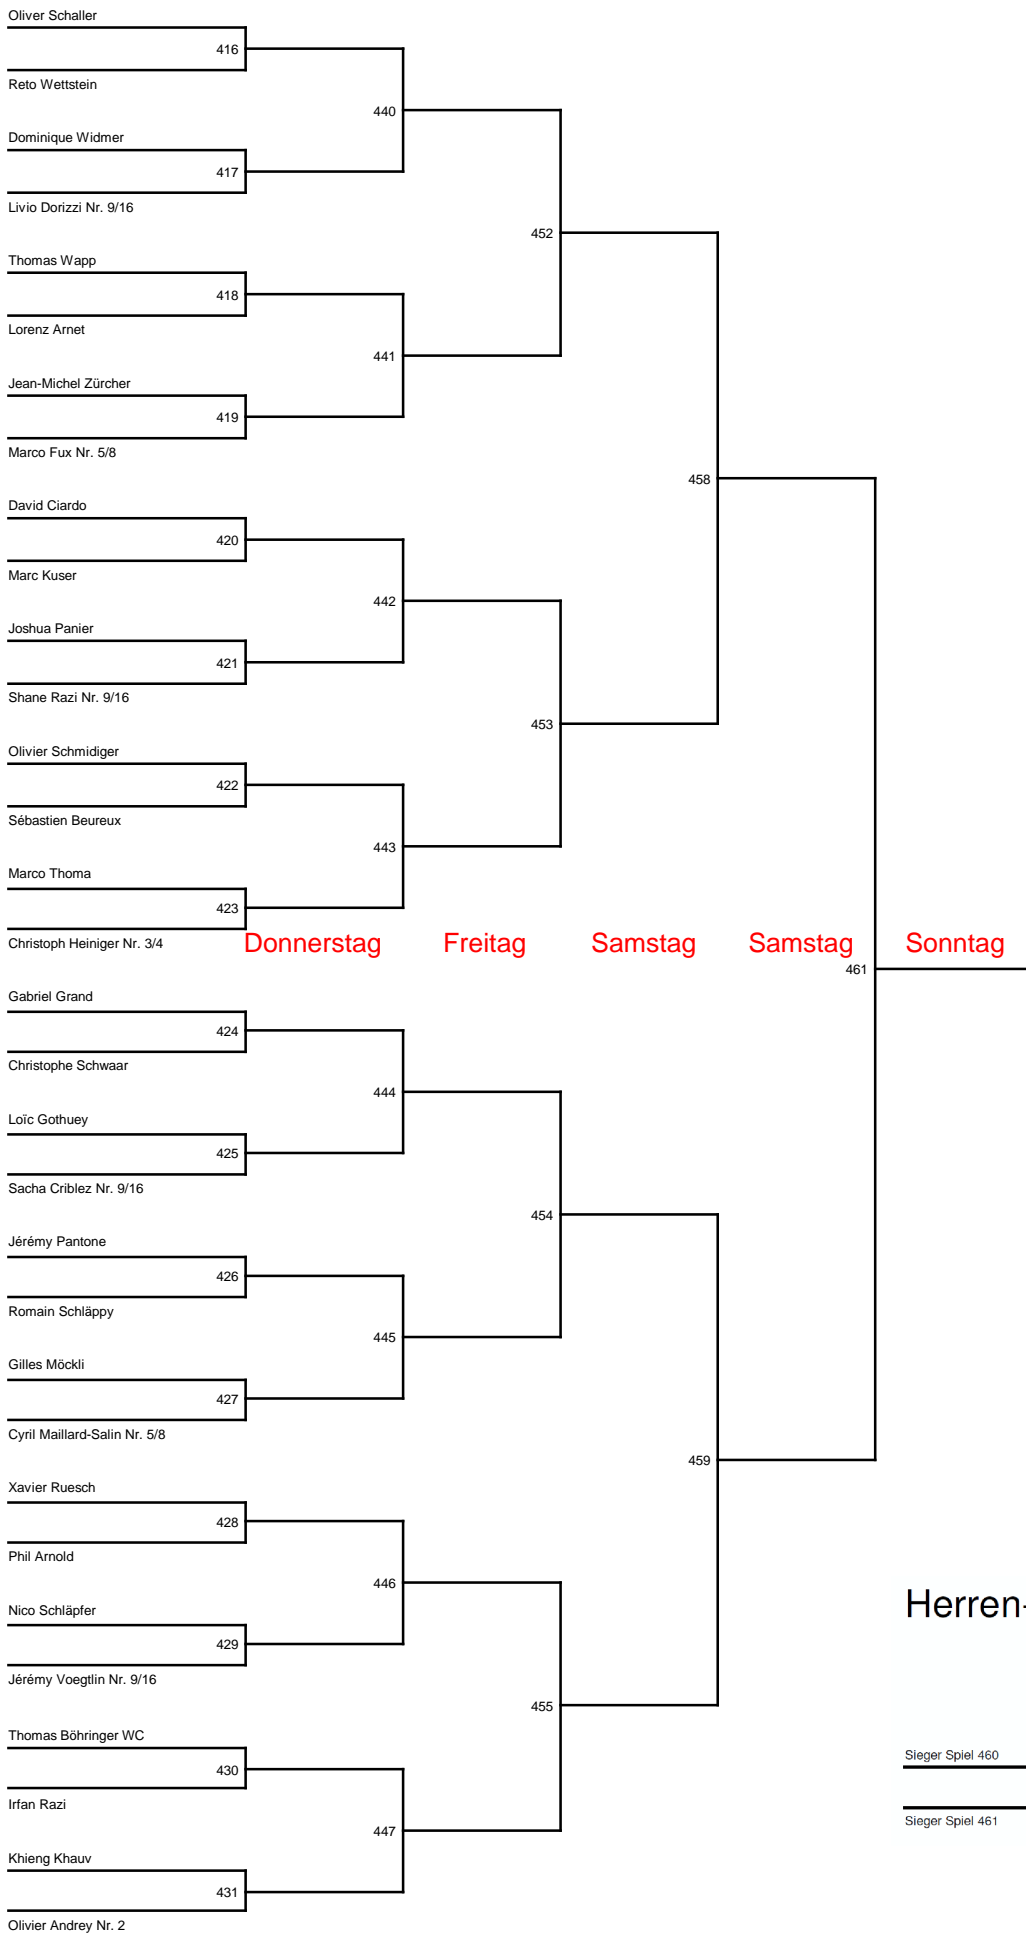 Oliver Schaller
416
Reto Wettstein
440
Dominique Widmer
417
Livio Dorizzi Nr. 9/16
452
Thomas Wapp
418
Lorenz Arnet
441
Jean-Michel Zürcher
419
Marco Fux Nr. 5/8
458
David Ciardo
420
Marc Kuser
442
Joshua Panier
421
Shane Razi Nr. 9/16
453
Olivier Schmidiger
422
Sébastien Beureux
443
Marco Thoma
423
Christoph Heiniger Nr. 3/4
Donnerstag Freitag Samstag Samstag Sonntag
461
Gabriel Grand
424
Christophe Schwaar
444
Loïc Gothuey
425
Sacha Criblez Nr. 9/16
454
Jérémy Pantone
426
Romain Schläppy
445
Gilles Möckli
427
Cyril Maillard-Salin Nr. 5/8
459
Xavier Ruesch
428
Phil Arnold
446
Nico Schläpfer
429
Jérémy Voegtlin Nr. 9/16
455
Thomas Böhringer WC
430
Irfan Razi
447
Khieng Khauv
431
Olivier Andrey Nr. 2
Herren-
Sieger Spiel 460
Sieger Spiel 461